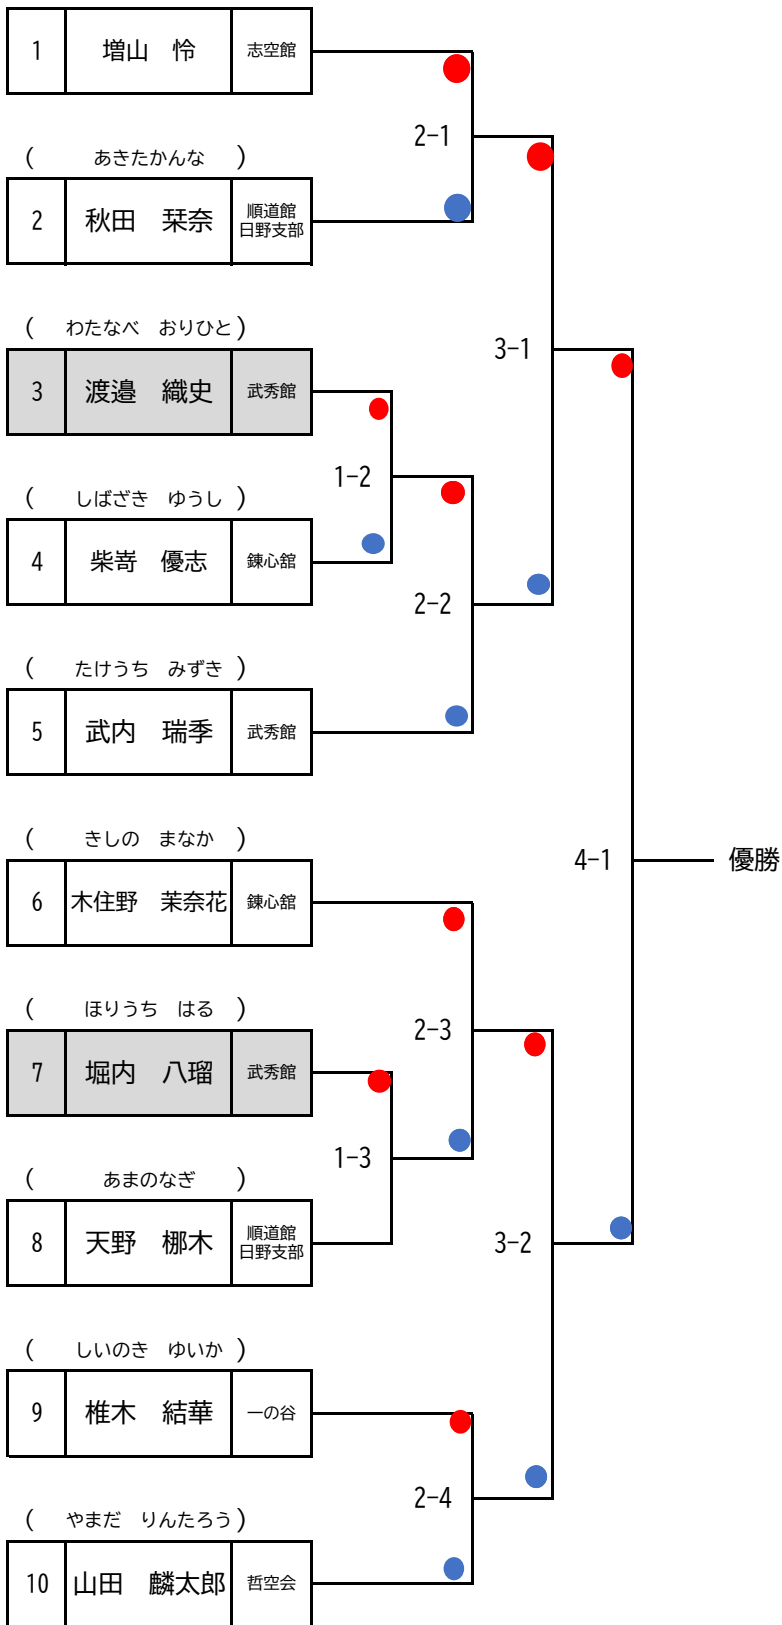 1 増山　怜 志空館
2-1
( あきたかんな )
2 秋田　栞奈 順道館
日野支部
( わたなべ　おりひと )
3-1
3 渡邉　織史 武秀館
1-2
( しばざき　ゆうし )
4 柴嵜　優志 錬心舘
2-2
( たけうち　みずき )
5 武内　瑞季 武秀館
( きしの　まなか )
4-1 優勝
6 木住野　茉奈花 錬心舘
( ほりうち　はる )
2-3
7 堀内　八瑠 武秀館
1-3
( あまのなぎ )
8 天野　梛木 順道館
日野支部
3-2
( しいのき　ゆいか )
9 椎木　結華 一の谷
2-4
( やまだ　りんたろう )
10 山田　麟太郎 哲空会